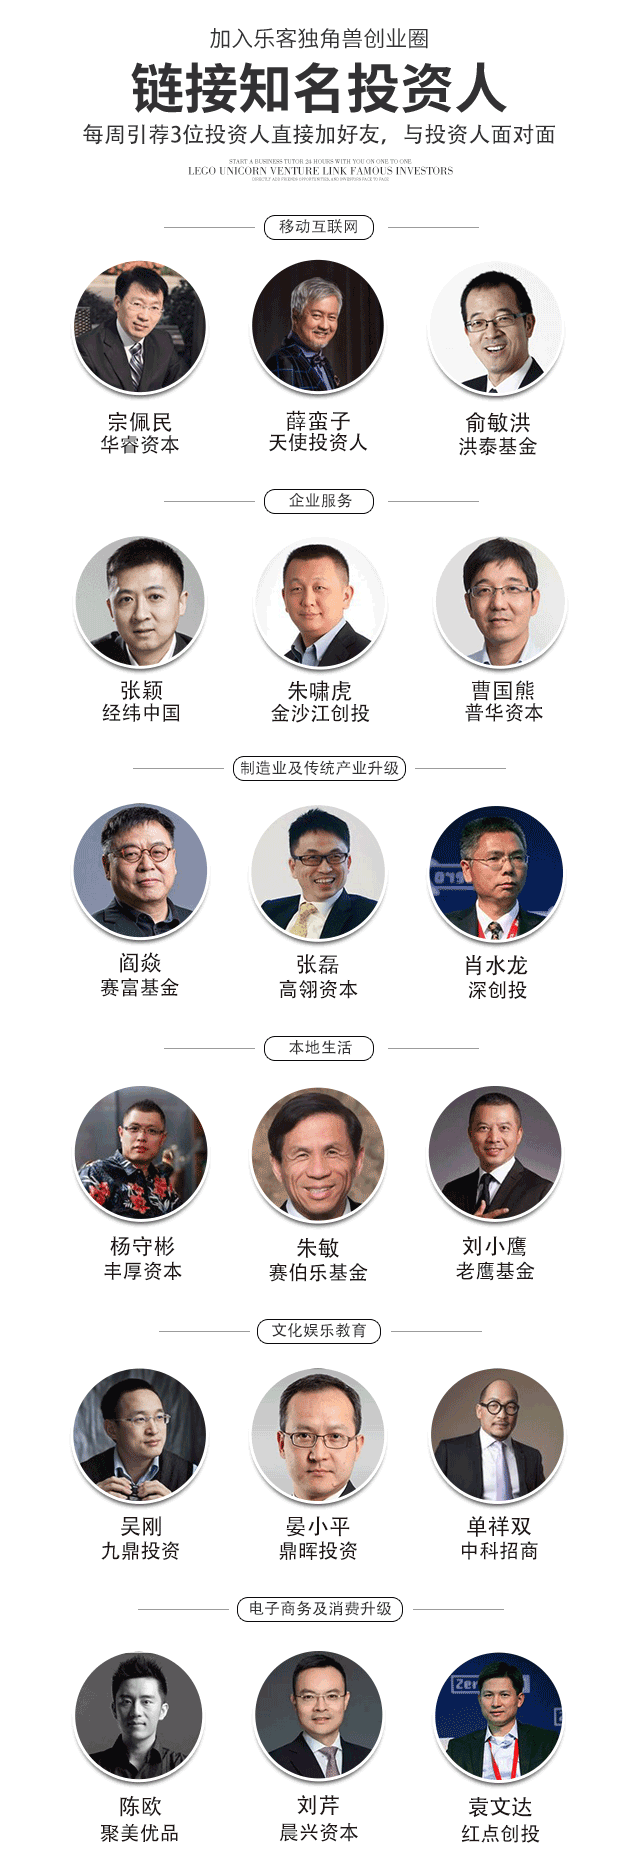 加入乐客独角兽创业圈
链接知名投资人
每周引荐3位投资人直接加好友，与投资人面对面
START A BUSINESS TUTOR 24 HOURS WITH YOU ON ONE TO ONE
LEGO UNICORN VENTURE LINK FAMOUS INVESTORS
移动互联网
宗佩民 薛蛮子 俞敏洪
华睿资本 天使投资人 洪泰基金
企业服务
张颖 朱啸虎 曹国熊
经纬中国 金沙江创投 普华资本
制造业及传统产业升级
阎焱 张磊 肖水龙
赛富基金 高翎资本 深创投
本地生活
杨守彬 朱敏 刘小鹰
丰厚资本 赛伯乐基金 老鹰基金
文化娱乐教育
吴刚 晏小平 单祥双
九鼎投资 鼎晖投资 中科招商
电子商务及消费升级
陈欧 刘芹 袁文达
聚美优品 晨兴资本 红点创投